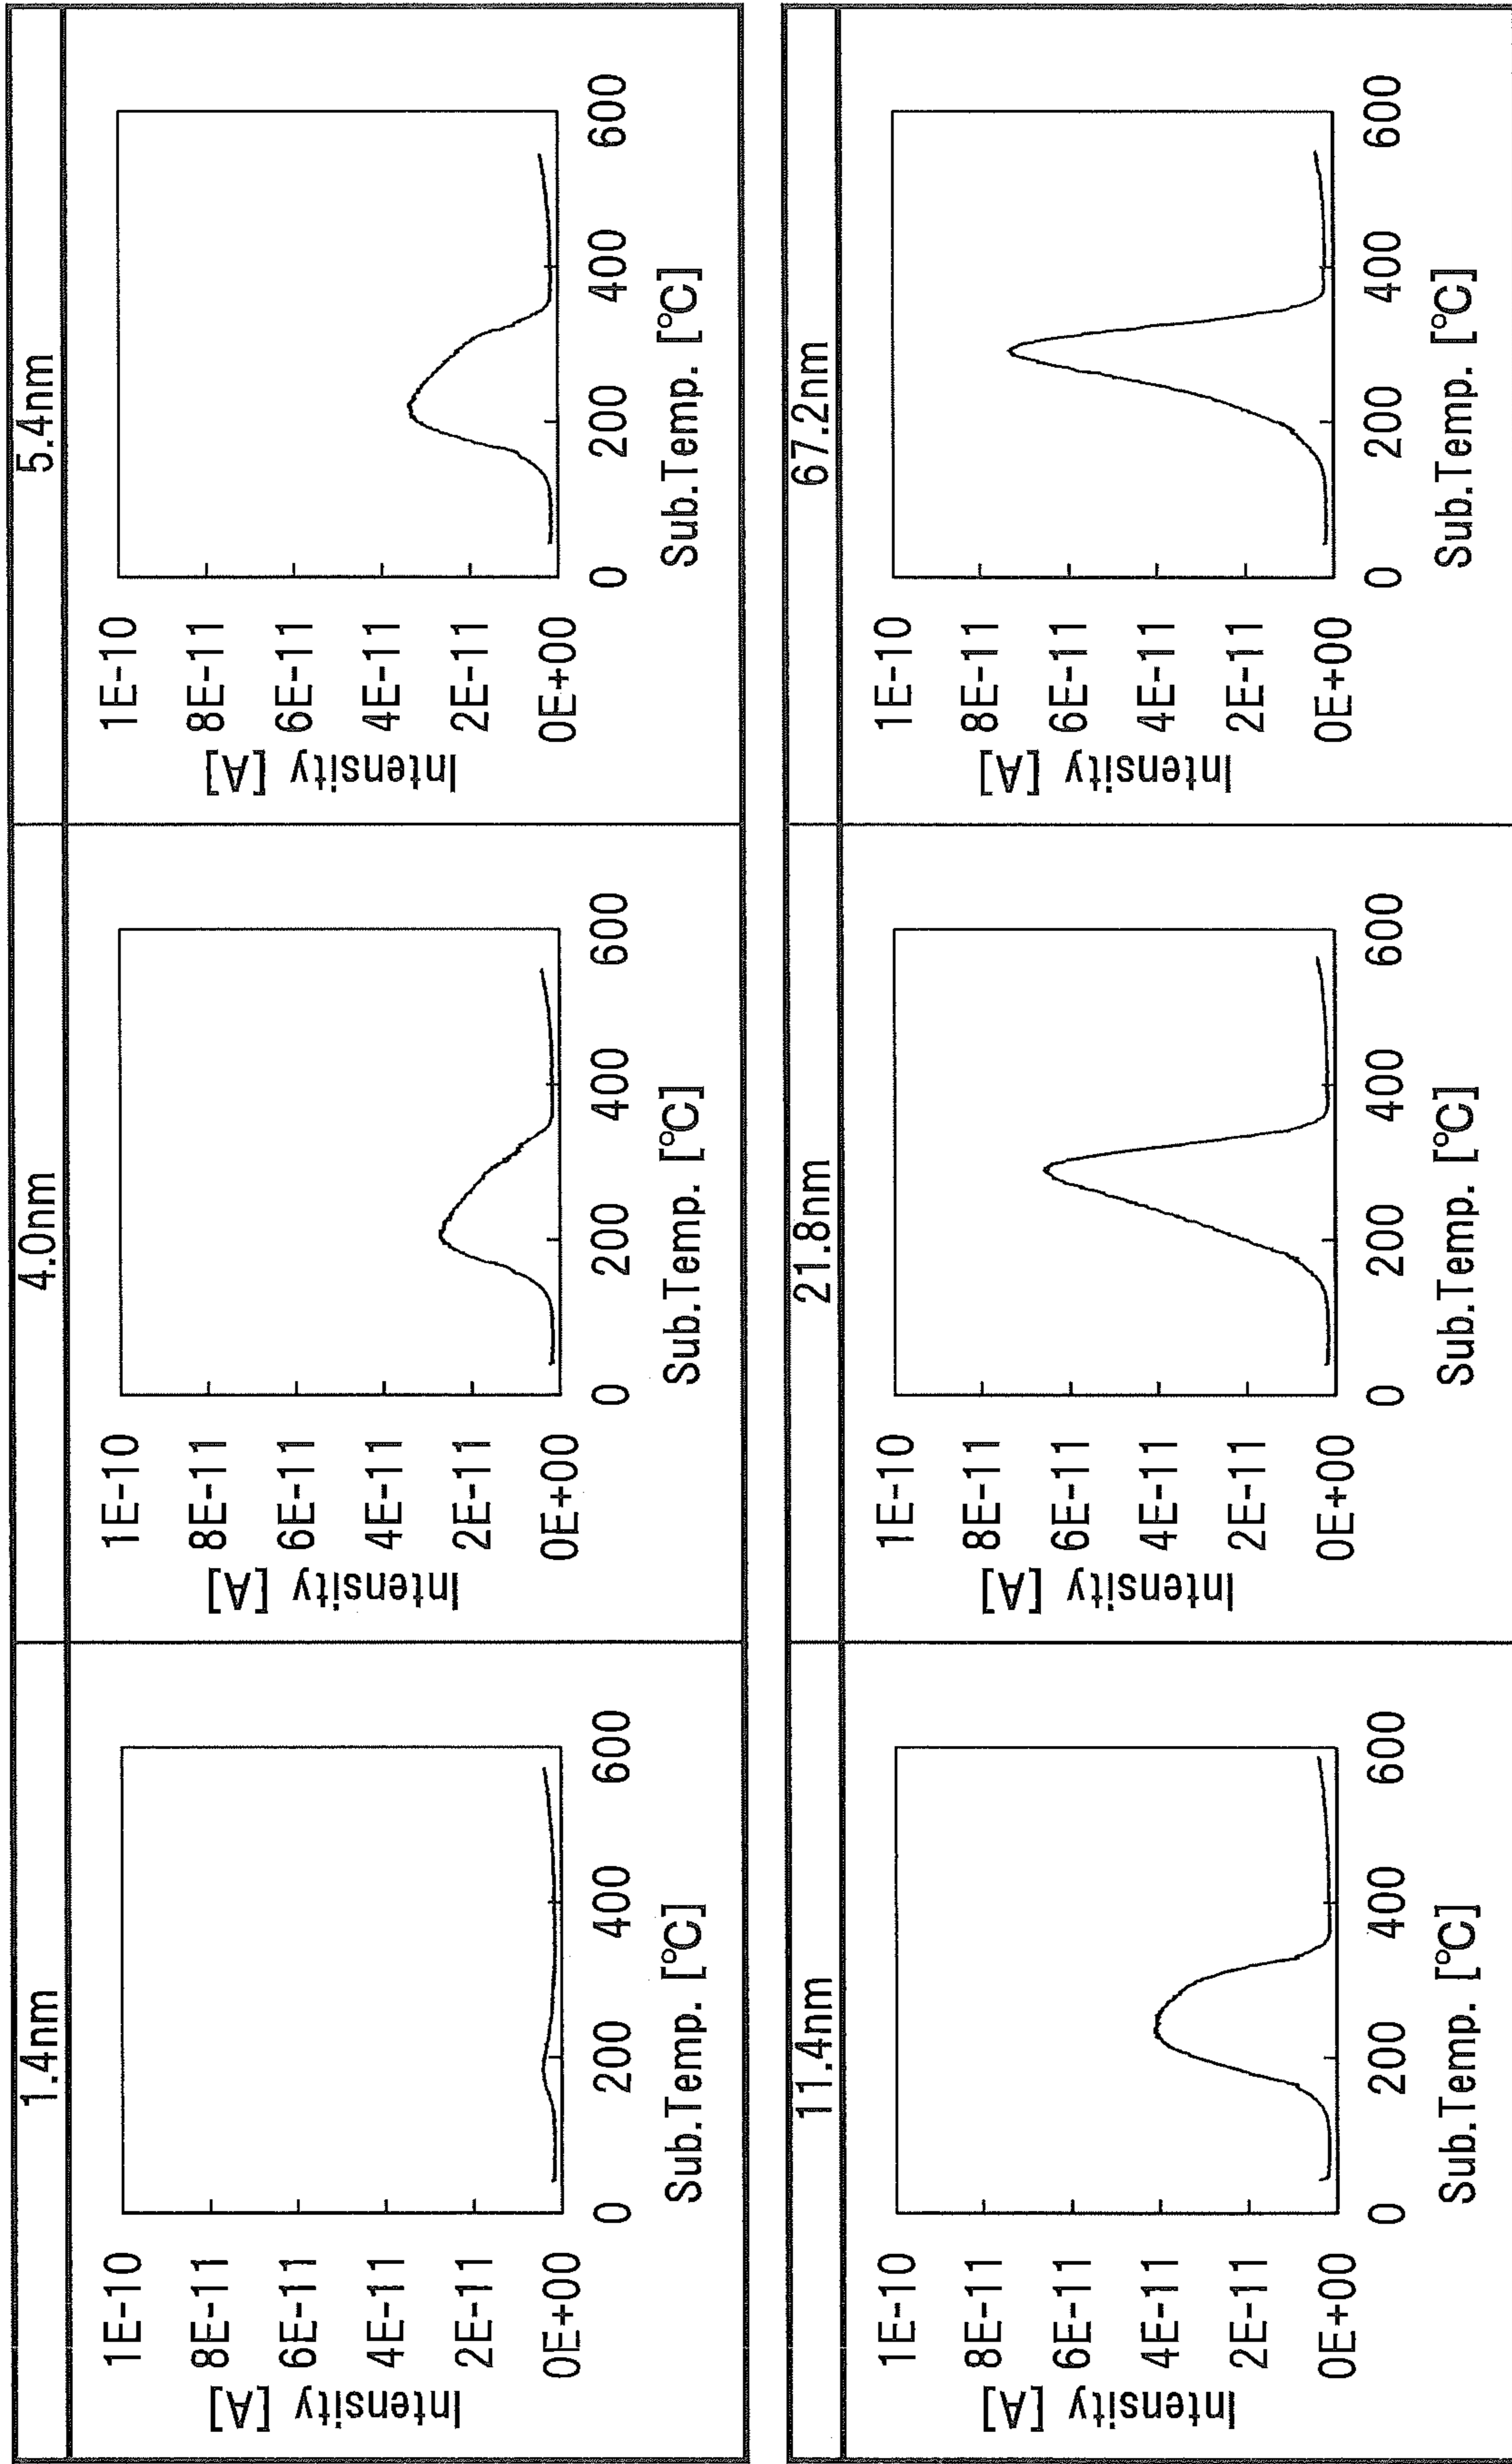 1.4nm
Intensity [A]
1E-10
8E-11
6E-11
4E-11
2E-11
0E+00
0 200 400 600
Sub.Temp. [°C]
4.0nm
Intensity [A]
1E-10
8E-11
6E-11
4E-11
2E-11
0E+00
0 200 400 600
Sub.Temp. [°C]
5.4nm
Intensity [A]
1E-10
8E-11
6E-11
4E-11
2E-11
0E+00
0 200 400 600
Sub.Temp. [°C]
11.4nm
Intensity [A]
1E-10
8E-11
6E-11
4E-11
2E-11
0E+00
0 200 400 600
Sub.Temp. [°C]
21.8nm
Intensity [A]
1E-10
8E-11
6E-11
4E-11
2E-11
0E+00
0 200 400 600
Sub.Temp. [°C]
67.2nm
Intensity [A]
1E-10
8E-11
6E-11
4E-11
2E-11
0E+00
0 200 400 600
Sub.Temp. [°C]